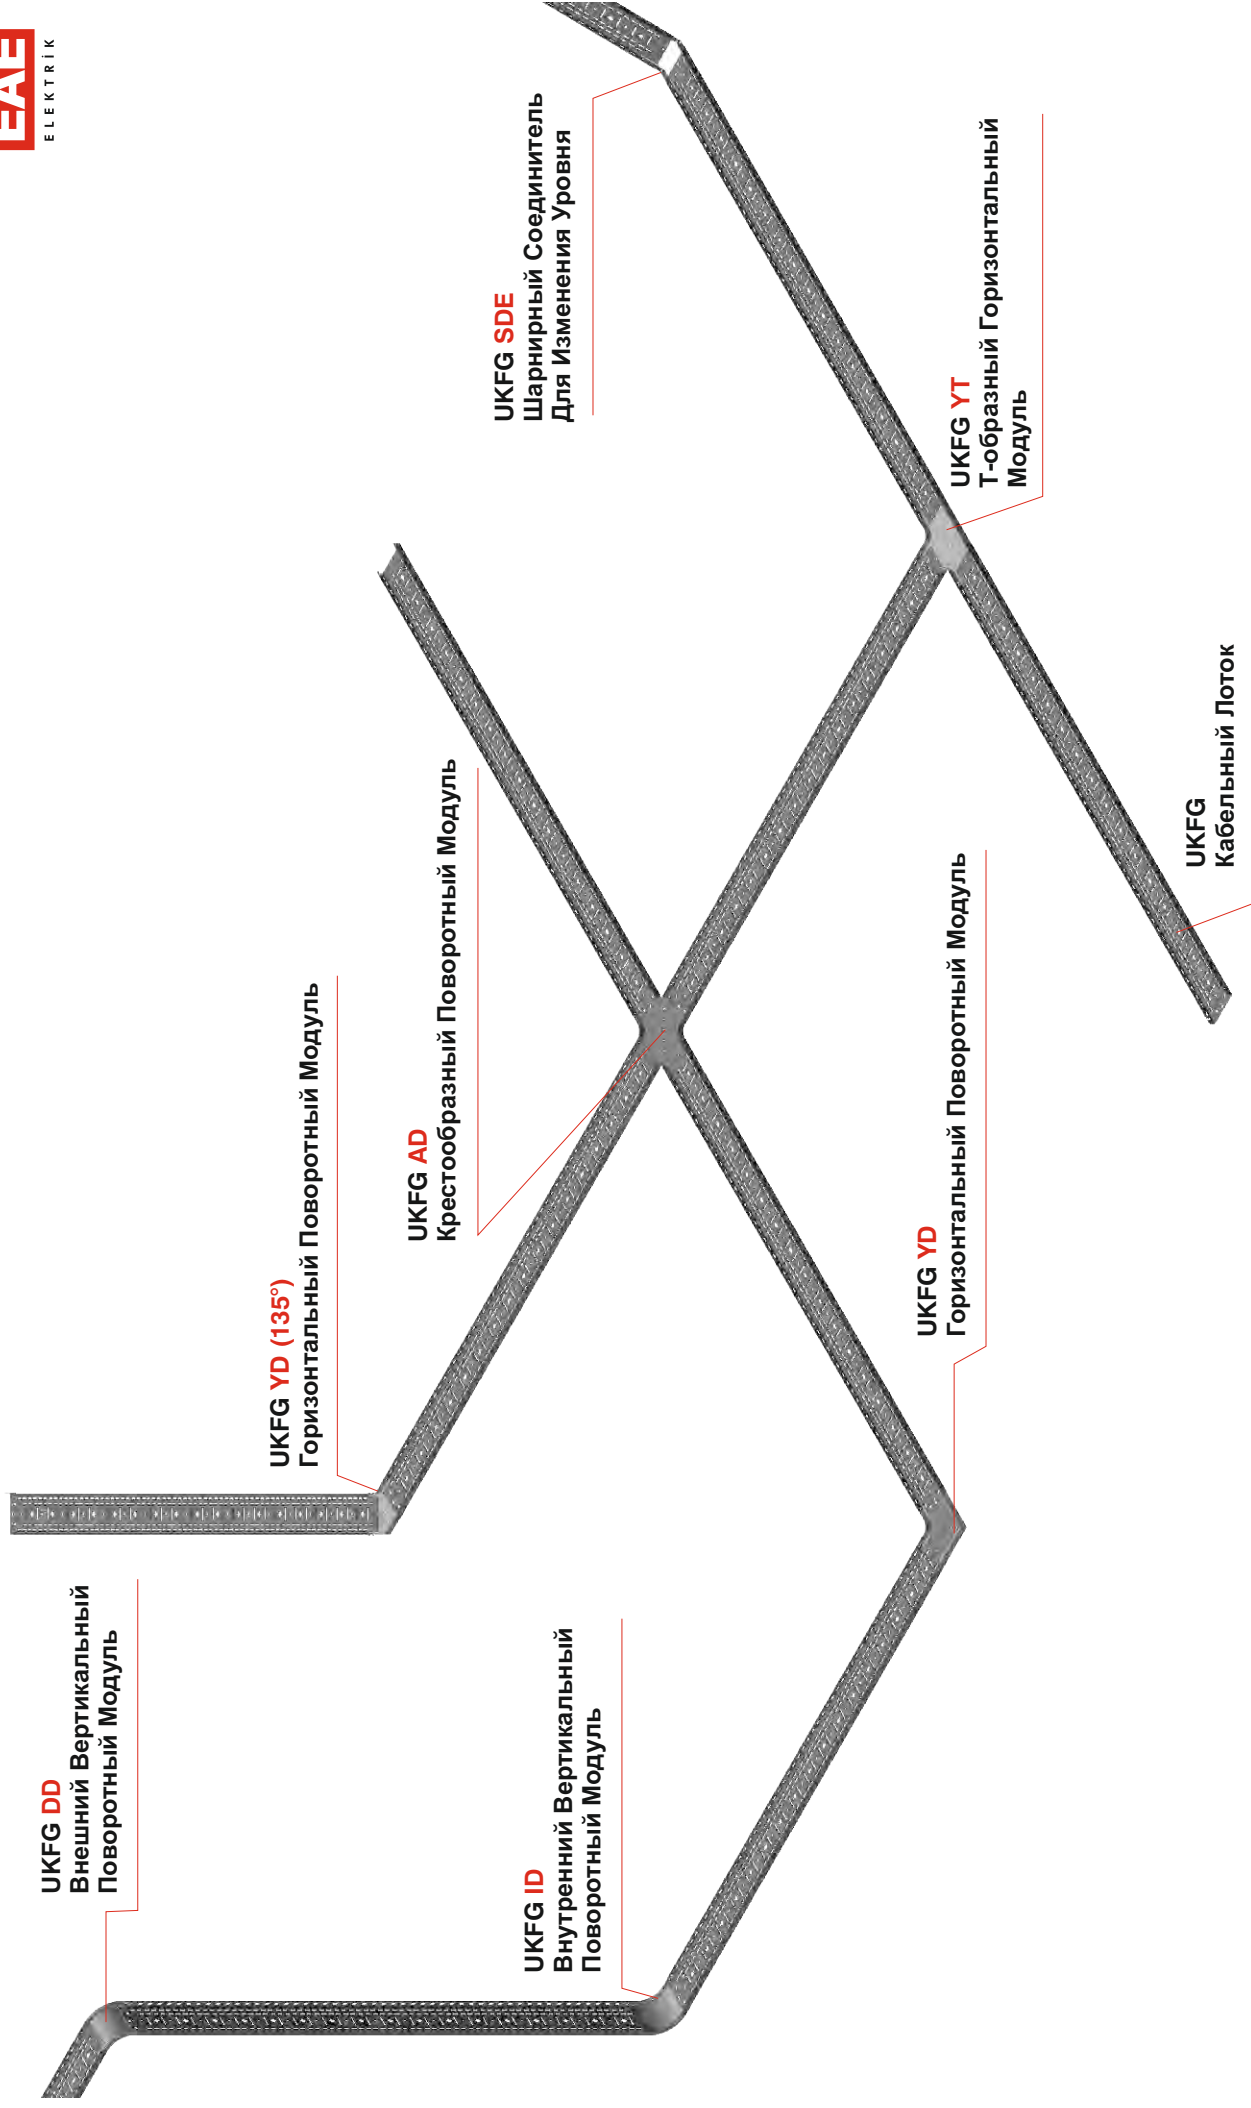 EAE
ELEKTRİK
UKFG DD
Внешний Вертикальный
Поворотный Модуль
UKFG YD (135°)
Горизонтальный Поворотный Модуль
UKFG AD
Крестообразный Поворотный Модуль
UKFG SDE
Шарнирный Соединитель
Для Изменения Уровня
UKFG ID
Внутренний Вертикальный
Поворотный Модуль
UKFG YD
Горизонтальный Поворотный Модуль
UKFG YT
Т-образный Горизонтальный
Модуль
UKFG
Кабельный Лоток